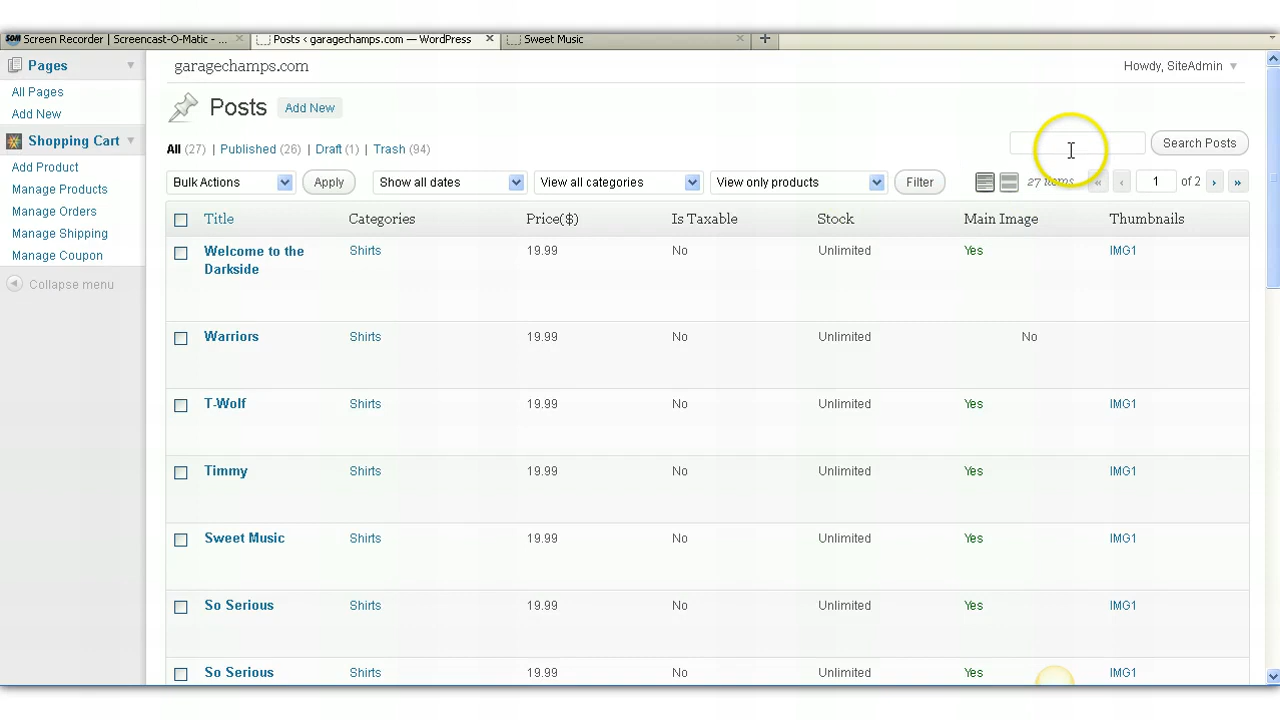 Screen Recorder | Screencast-O-Matic - ...
Posts ‹ garagechamps.com — WordPress
Sweet Music
Pages
garagechamps.com
Howdy, SiteAdmin
All Pages
Add New
Posts Add New
Shopping Cart
All (27) | Published (26) | Draft (1) | Trash (94)
Search Posts
Add Product
Manage Products
Manage Orders
Manage Shipping
Manage Coupon
Collapse menu
Bulk Actions Apply Show all dates View all categories View only products Filter 27 items « ‹ 1 of 2 › »
Title Categories Price($) Is Taxable Stock Main Image Thumbnails
Welcome to the Shirts 19.99 No Unlimited Yes IMG1
Darkside
Warriors Shirts 19.99 No Unlimited No
T-Wolf Shirts 19.99 No Unlimited Yes IMG1
Timmy Shirts 19.99 No Unlimited Yes IMG1
Sweet Music Shirts 19.99 No Unlimited Yes IMG1
So Serious Shirts 19.99 No Unlimited Yes IMG1
So Serious Shirts 19.99 No Unlimited Yes IMG1